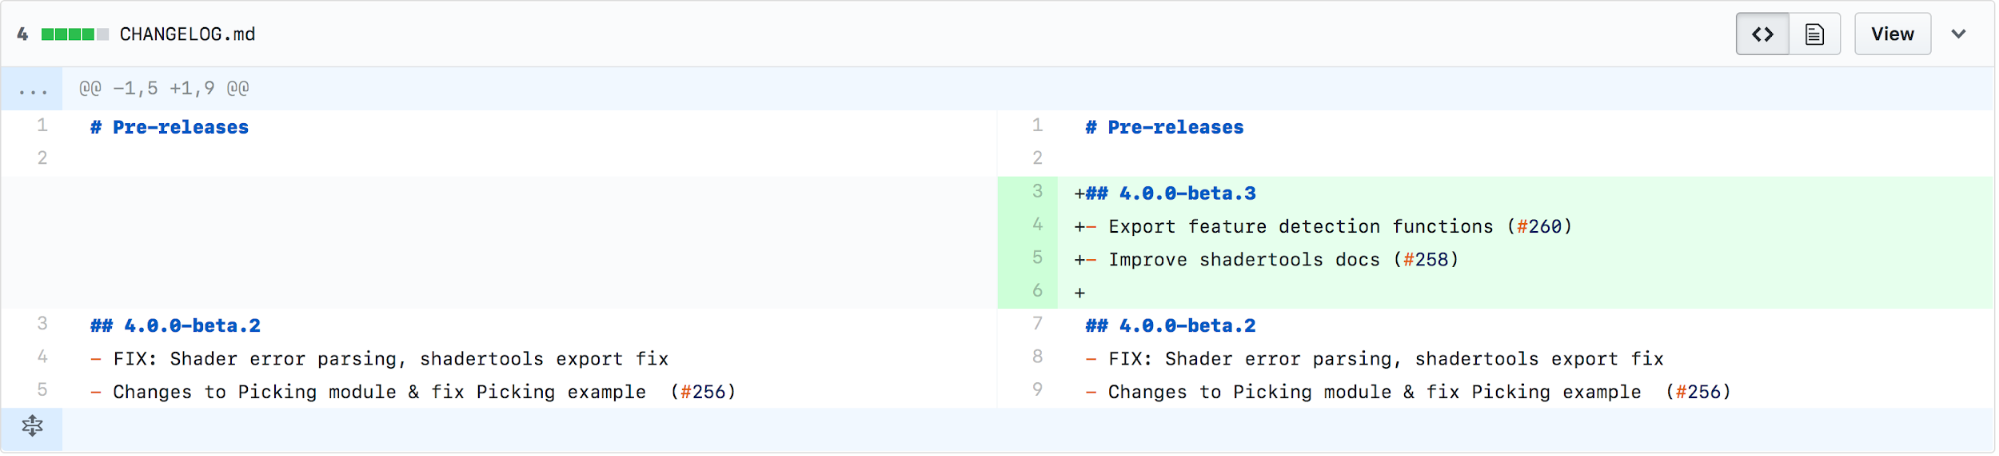 4 CHANGELOG.md View
... @@ -1,5 +1,9 @@
1 # Pre-releases 1 # Pre-releases
2 2
3 +## 4.0.0-beta.3
4 +- Export feature detection functions (#260)
5 +- Improve shadertools docs (#258)
6 +
3 ## 4.0.0-beta.2 7 ## 4.0.0-beta.2
4 - FIX: Shader error parsing, shadertools export fix 8 - FIX: Shader error parsing, shadertools export fix
5 - Changes to Picking module & fix Picking example  (#256) 9 - Changes to Picking module & fix Picking example  (#256)